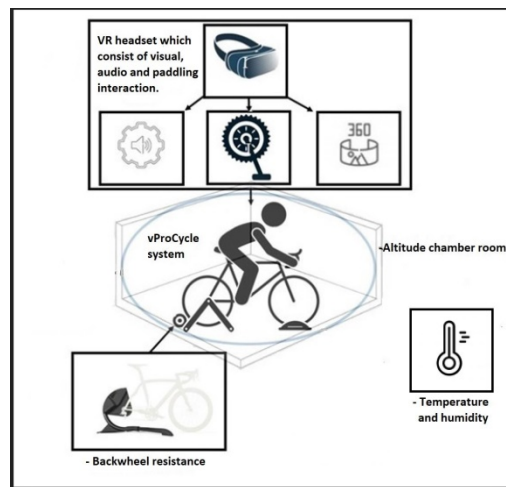 VR headset which
consist of visual,
audio and paddling
interaction.
360
vProCycle
system
-Altitude chamber room
- Temperature
and humidity
- Backwheel resistance